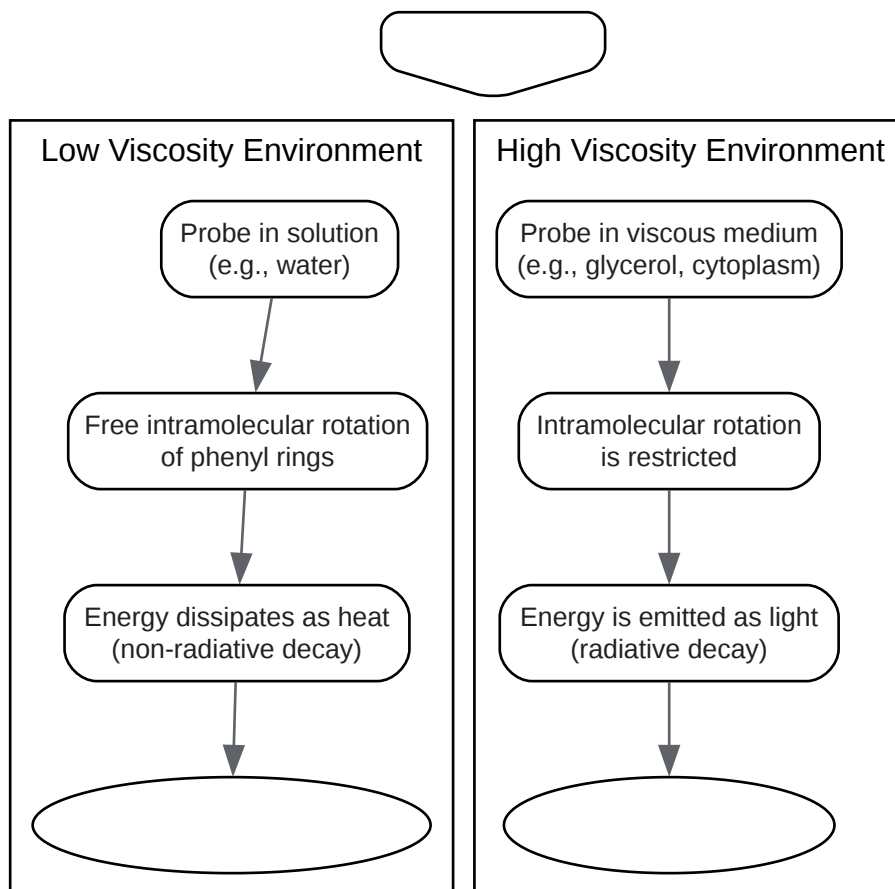 Low Viscosity Environment
Probe in solution
(e.g., water)
Free intramolecular rotation
of phenyl rings
Energy dissipates as heat
(non-radiative decay)
High Viscosity Environment
Probe in viscous medium
(e.g., glycerol, cytoplasm)
Intramolecular rotation
is restricted
Energy is emitted as light
(radiative decay)